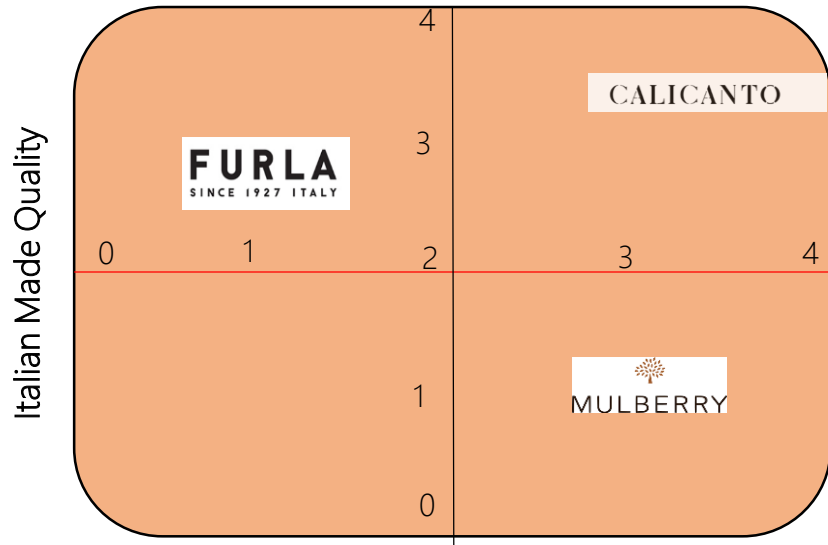 4
CALICANTO
3
FURLA
SINCE 1927 ITALY
Italian Made Quality
0 1 2 3 4
1
MULBERRY
0